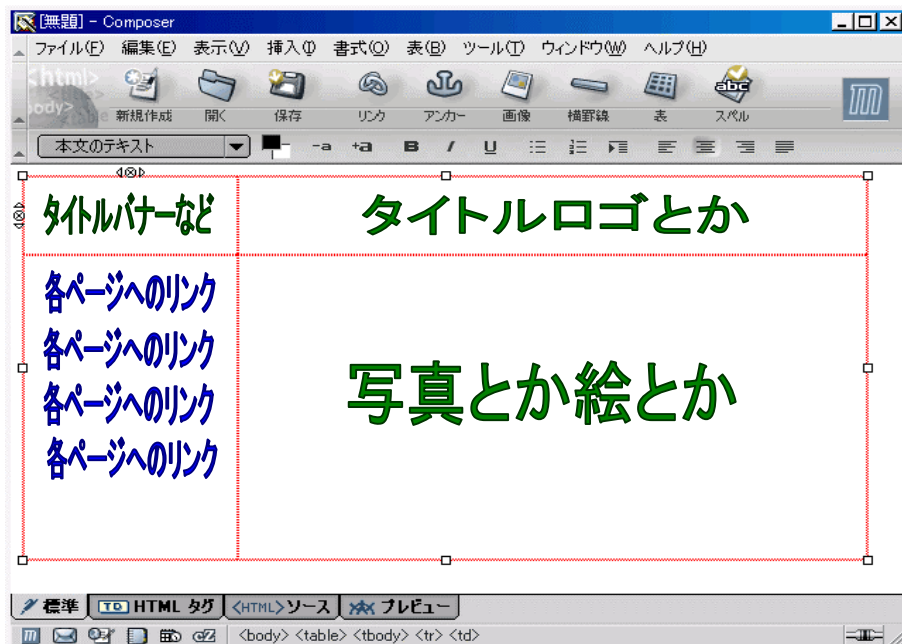 [無題] - Composer
ファイル(F) 編集(E) 表示(V) 挿入(I) 書式(O) 表(B) ツール(T) ウィンドウ(W) ヘルプ(H)
<html>
body>
新規作成 開く 保存 リンク アンカー 画像 横罫線 表 スペル
abc
本文のテキスト -a +a B I U
タイトルバナーなど タイトルロゴとか
各ページへのリンク
各ページへのリンク
各ページへのリンク
各ページへのリンク
写真とか絵とか
標準 TD HTML タグ <HTML>ソース プレビュー
<body> <table> <tbody> <tr> <td>